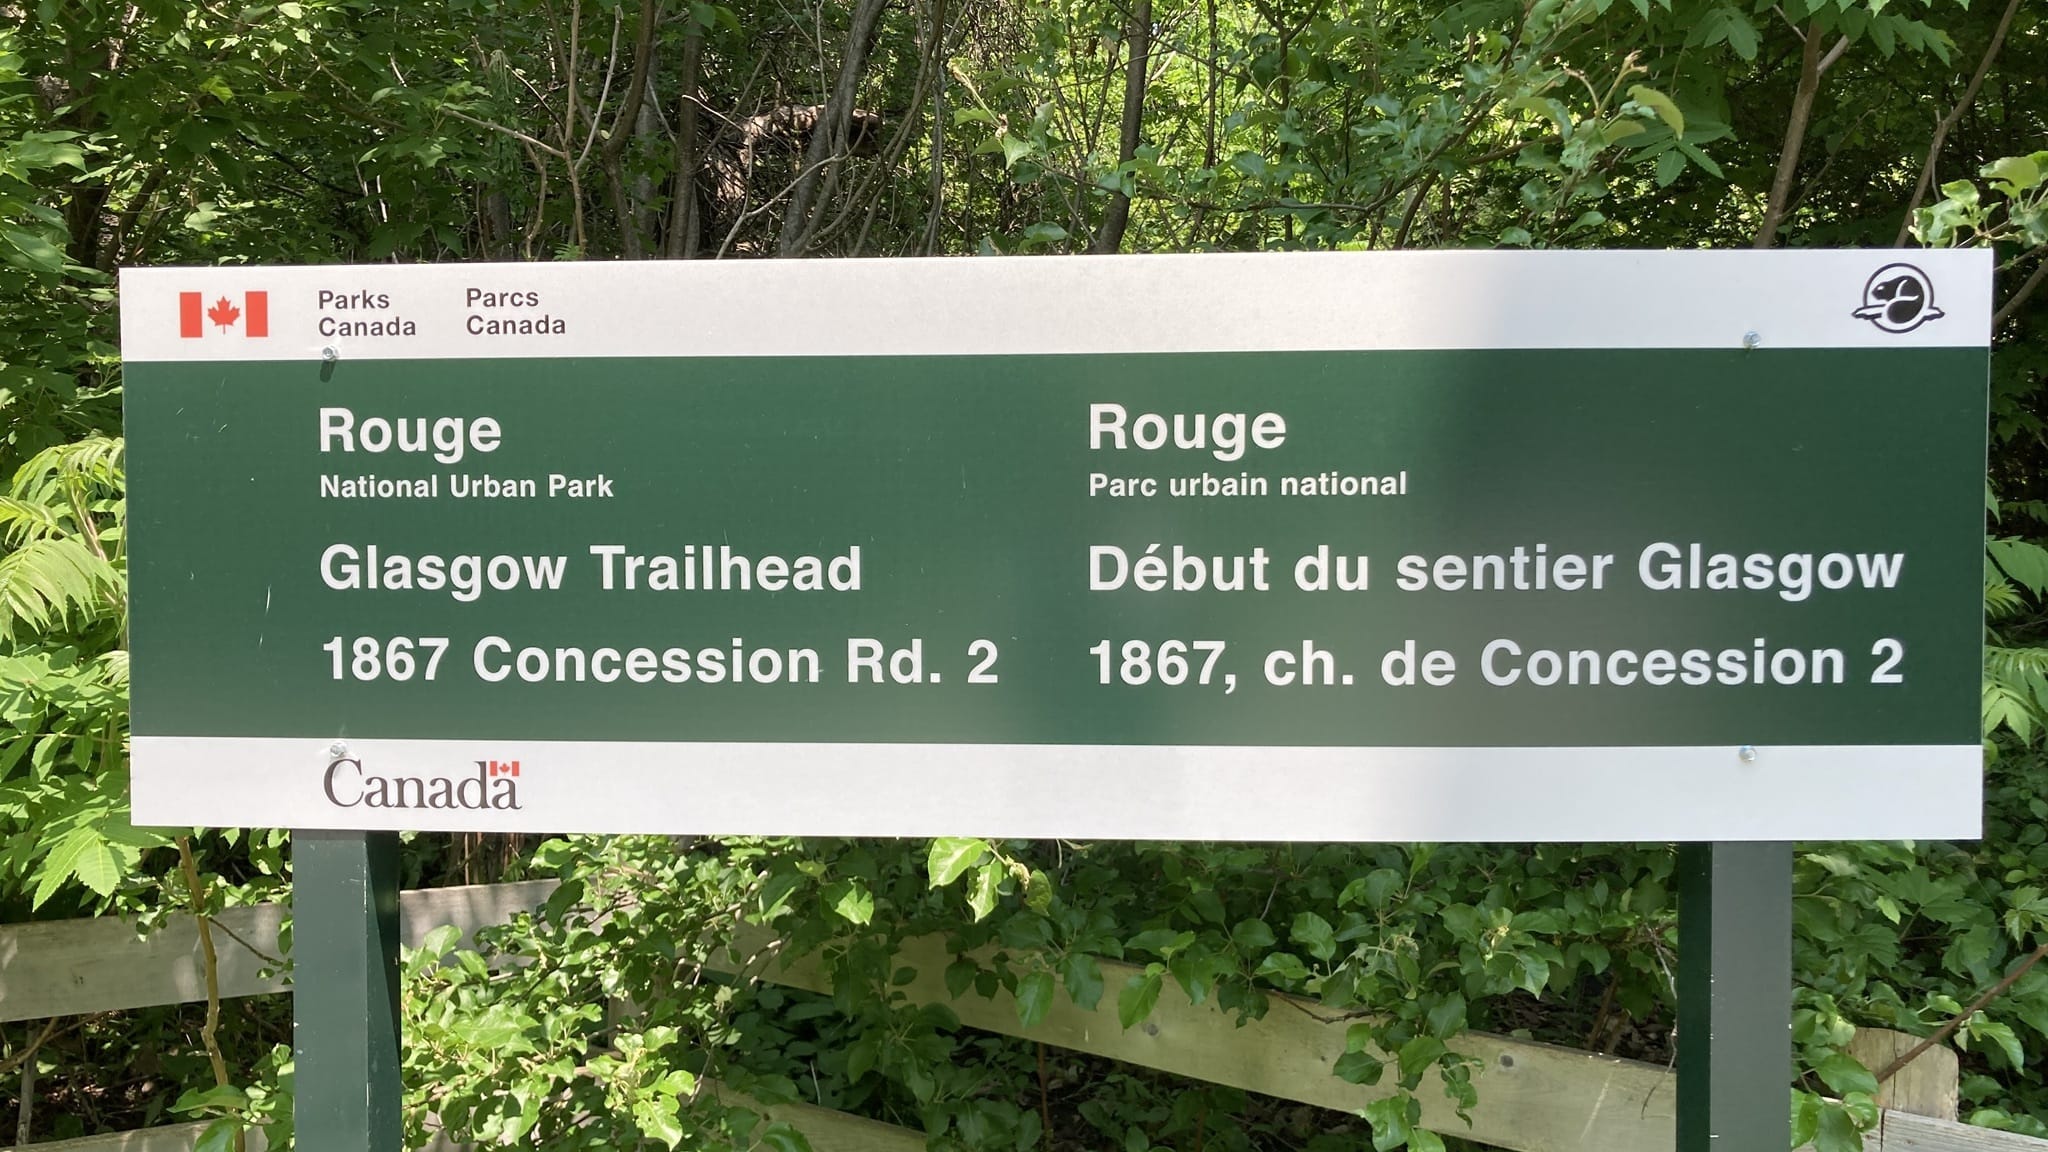 Parks
Canada
Parcs
Canada
Rouge
National Urban Park
Glasgow Trailhead
1867 Concession Rd. 2
Rouge
Parc urbain national
Début du sentier Glasgow
1867, ch. de Concession 2
Canada